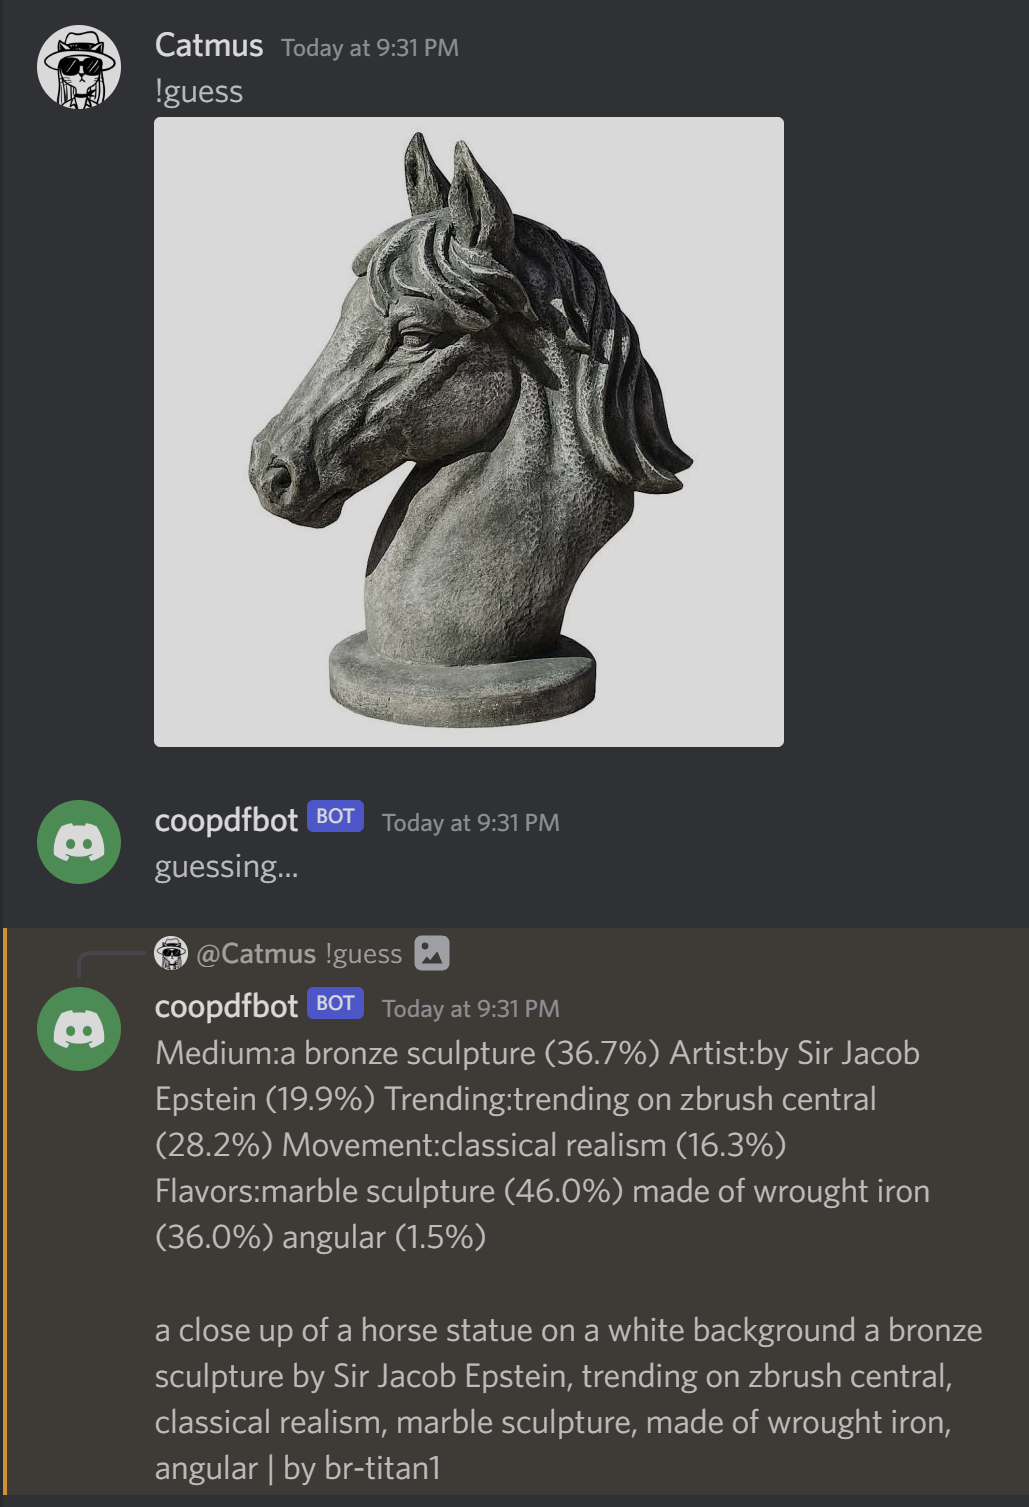 Catmus Today at 9:31 PM
!guess
coopdfbot BOT Today at 9:31 PM
guessing...
@Catmus !guess
coopdfbot BOT Today at 9:31 PM
Medium:a bronze sculpture (36.7%) Artist:by Sir Jacob
Epstein (19.9%) Trending:trending on zbrush central
(28.2%) Movement:classical realism (16.3%)
Flavors:marble sculpture (46.0%) made of wrought iron
(36.0%) angular (1.5%)
a close up of a horse statue on a white background a bronze
sculpture by Sir Jacob Epstein, trending on zbrush central,
classical realism, marble sculpture, made of wrought iron,
angular | by br-titan1